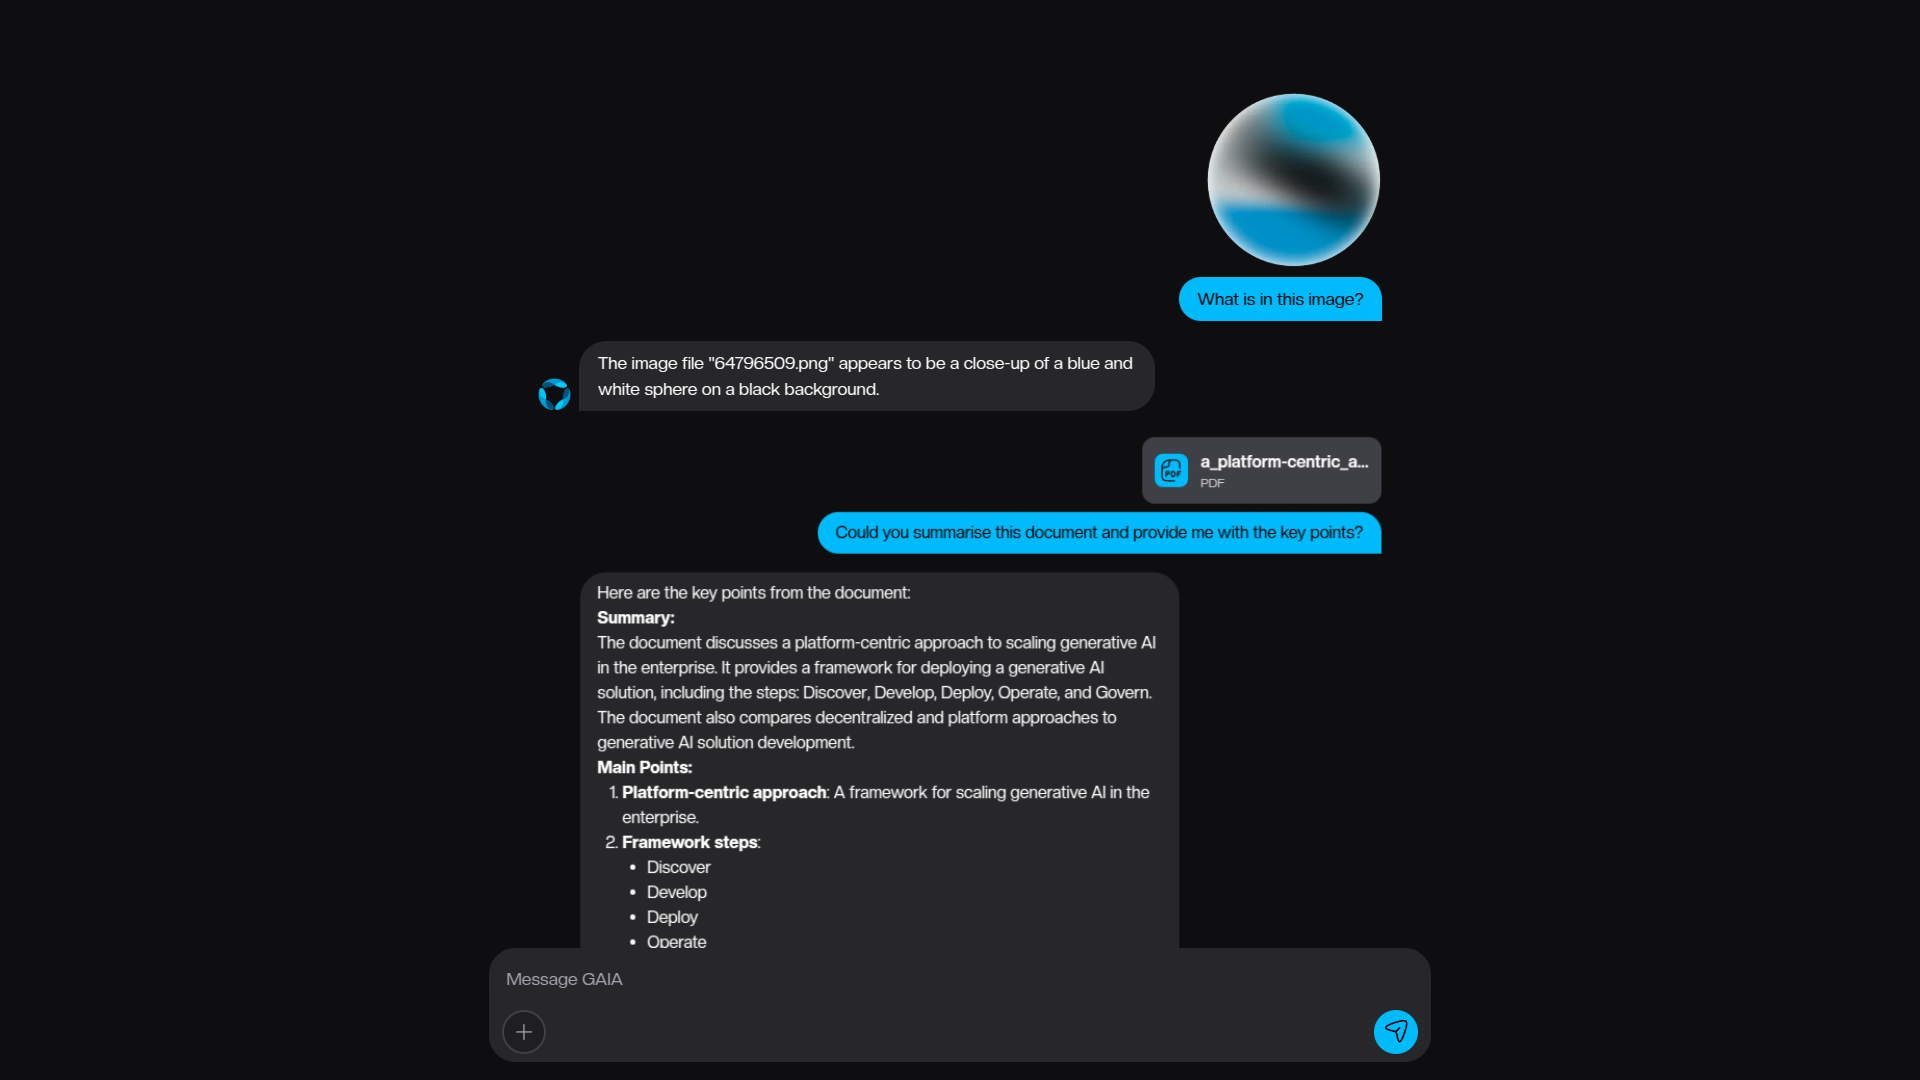 What is in this image?
The image file "64796509.png" appears to be a close-up of a blue and
white sphere on a black background.
a_platform-centric_a...
PDF
PDF
Could you summarise this document and provide me with the key points?
Here are the key points from the document:
Summary:
The document discusses a platform-centric approach to scaling generative AI
in the enterprise. It provides a framework for deploying a generative AI
solution, including the steps: Discover, Develop, Deploy, Operate, and Govern.
The document also compares decentralized and platform approaches to
generative AI solution development.
Main Points:
1. Platform-centric approach: A framework for scaling generative AI in the
enterprise.
2. Framework steps:
• Discover
• Develop
• Deploy
• Operate
Message GAIA